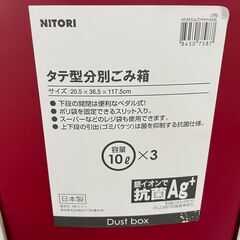 NITORI
8450758T
タテ型分別ごみ箱
サイズ:20.5×36.5×117.5cm
●下段の開閉は便利なペダル式!
●ポリ袋を固定できるスリット入り。
●スーパーなどのレジ袋も使用できます。
●上下段の引出(ゴミバケツ)は菌を抑制する抗菌仕様。
容量
10ℓ×3
日本製
銀イオンで
抗菌Ag+
Dust box